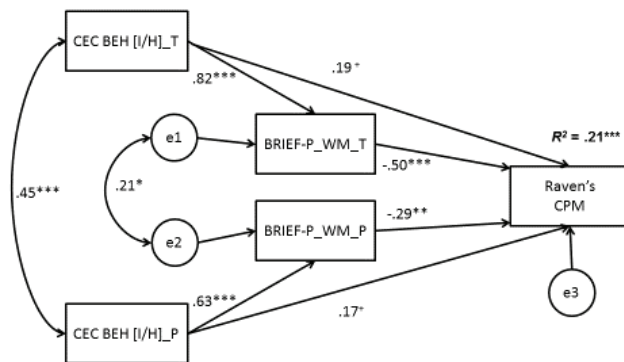 CEC BEH [I/H]_T
.82***
.19⁺
R² = .21***
e1
BRIEF-P_WM_T
-.50***
.45***
.21*
Raven's
CPM
e2
BRIEF-P_WM_P
-.29**
.63***
.17⁺
e3
CEC BEH [I/H]_P